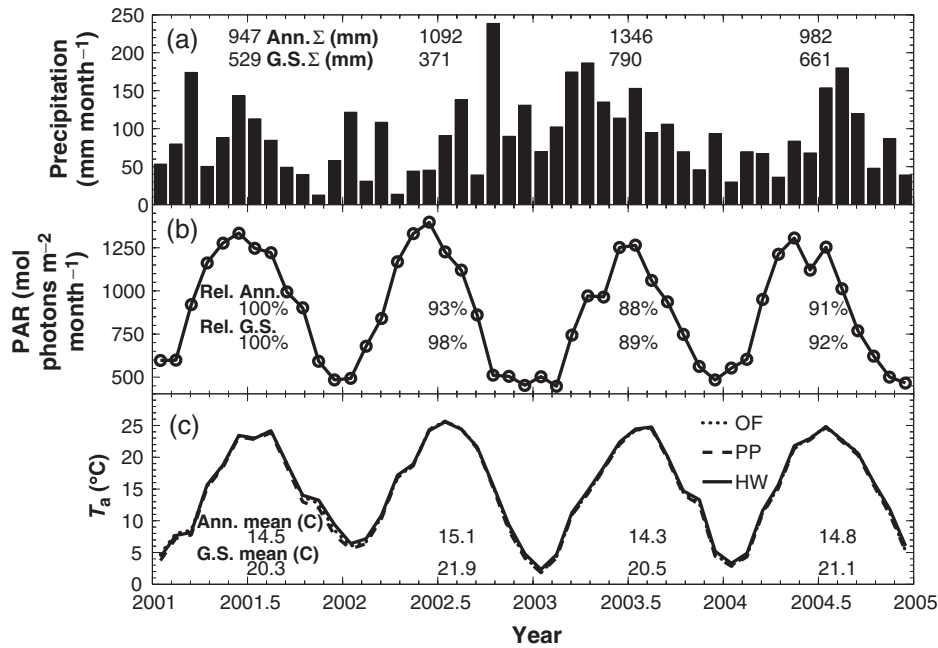 250
200
150
100
50
0
Precipitation
(mm month−1)
(a)
947 Ann. Σ (mm) 1092 1346 982
529 G.S. Σ (mm) 371 790 661
1250
1000
750
500
PAR (mol
photons m−2
month−1)
(b)
Rel. Ann.
100% 93% 88% 91%
Rel. G.S.
100% 98% 89% 92%
25
20
15
10
5
0
Ta (°C)
(c)
OF
PP
HW
Ann. mean (C)
14.5 15.1 14.3 14.8
G.S. mean (C)
20.3 21.9 20.5 21.1
2001 2001.5 2002 2002.5 2003 2003.5 2004 2004.5 2005
Year